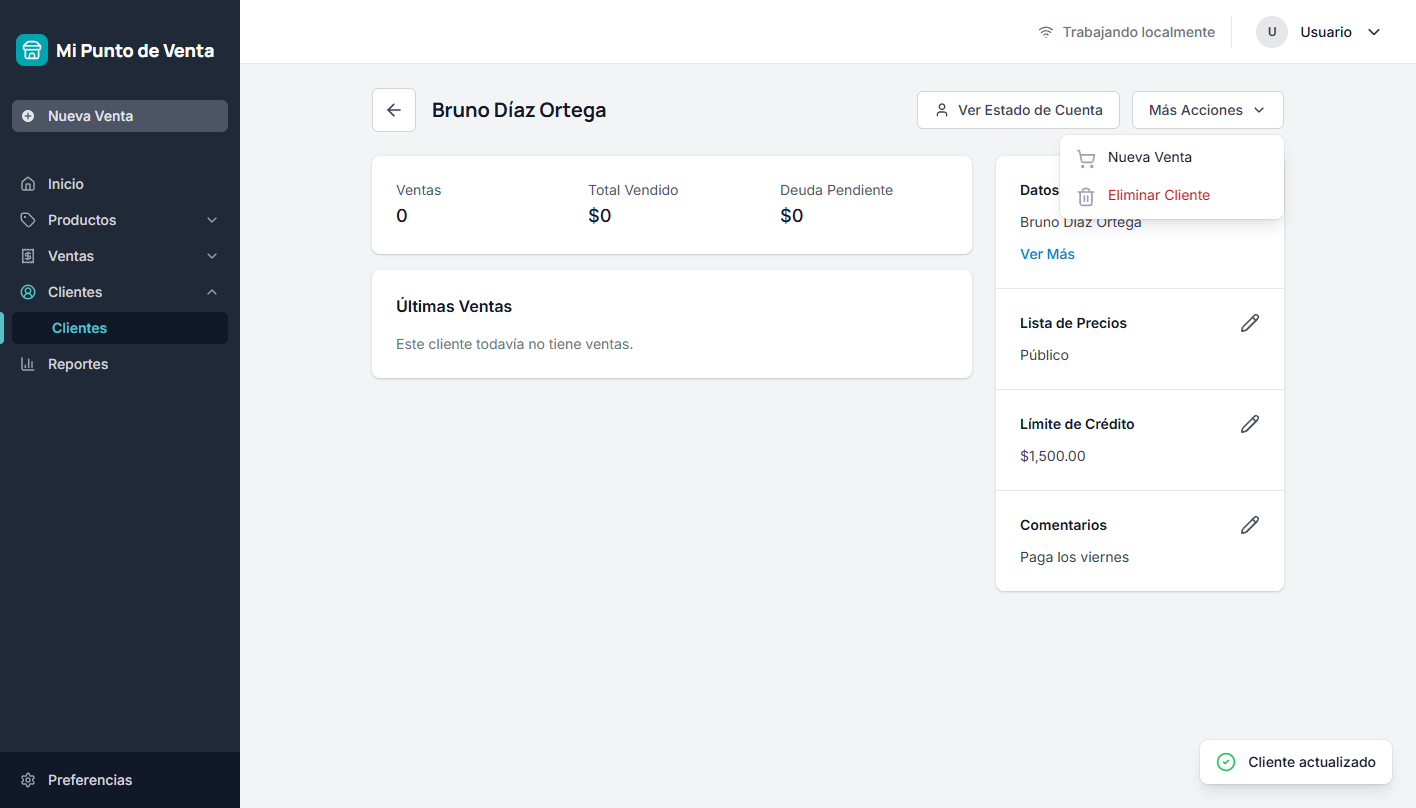 Mi Punto de Venta
Nueva Venta
Inicio
Productos
Ventas
Clientes
Clientes
Reportes
Preferencias
Trabajando localmente
U
Usuario
Bruno Díaz Ortega
Ver Estado de Cuenta
Más Acciones
Nueva Venta
Eliminar Cliente
Ventas
0
Total Vendido
$0
Deuda Pendiente
$0
Últimas Ventas
Este cliente todavía no tiene ventas.
Datos
Bruno Díaz Ortega
Ver Más
Lista de Precios
Público
Límite de Crédito
$1,500.00
Comentarios
Paga los viernes
Cliente actualizado